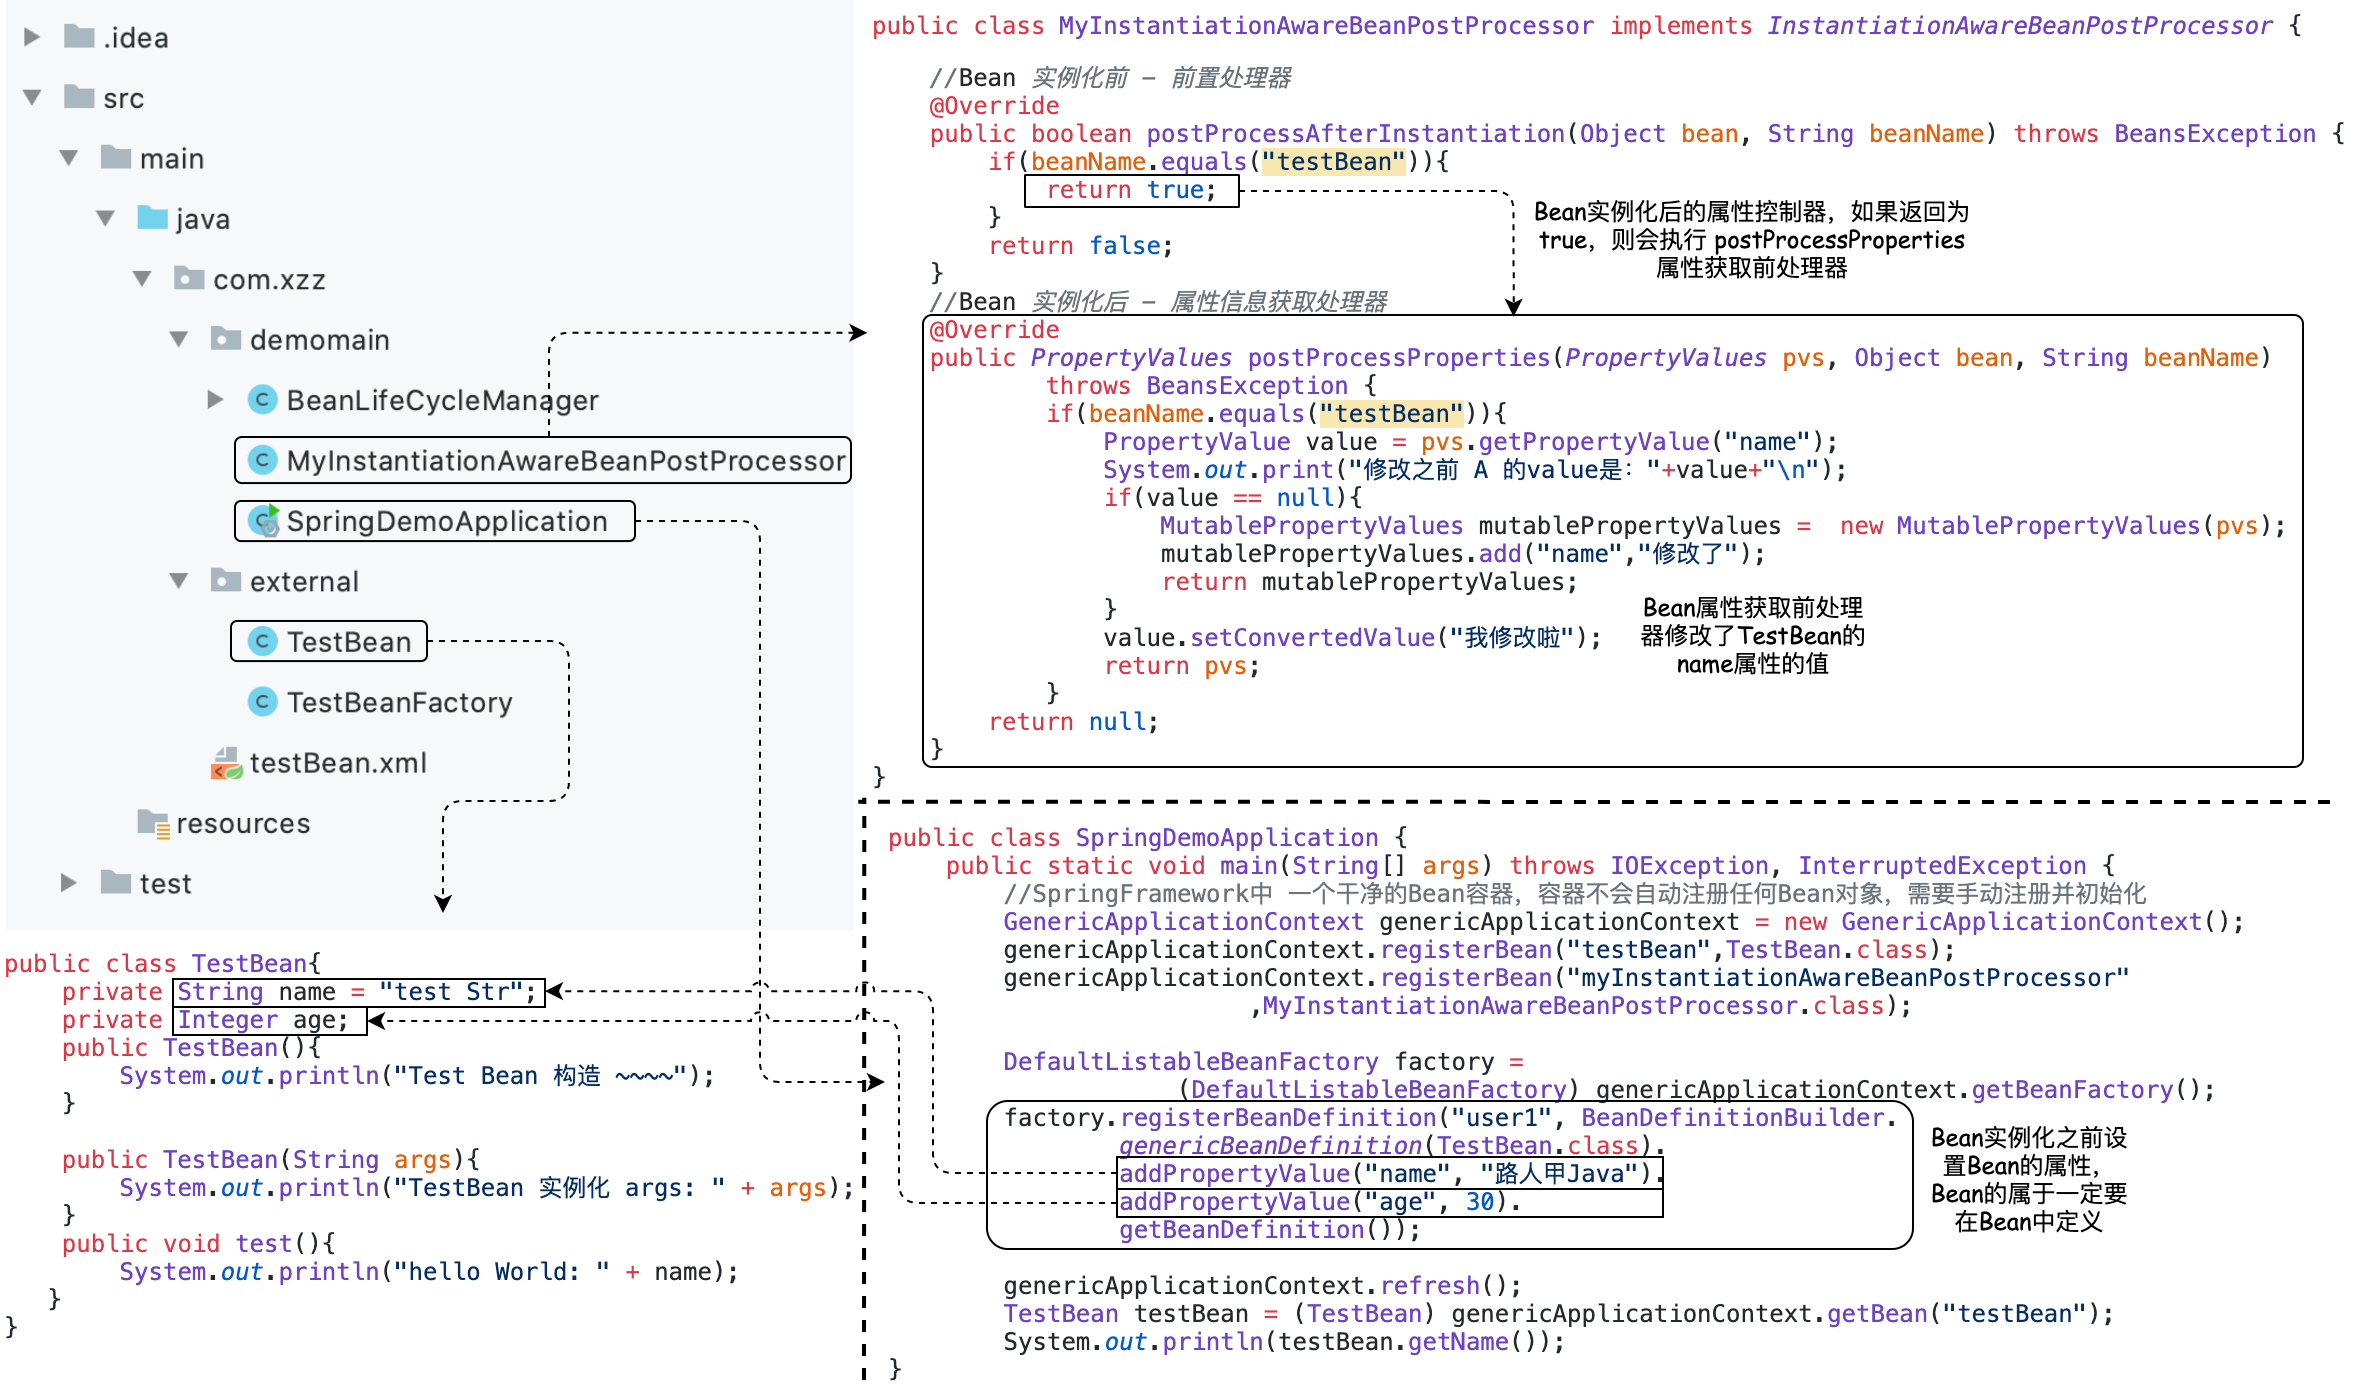 .idea
src
main
java
com.xzz
demomain
BeanLifeCycleManager
MyInstantiationAwareBeanPostProcessor
SpringDemoApplication
external
TestBean
TestBeanFactory
testBean.xml
resources
test
public class MyInstantiationAwareBeanPostProcessor implements InstantiationAwareBeanPostProcessor {
//Bean 实例化前 - 前置处理器
@Override
public boolean postProcessAfterInstantiation(Object bean, String beanName) throws BeansException {
if(beanName.equals("testBean")){
return true;
}
return false;
}
Bean实例化后的属性控制器，如果返回为
true，则会执行 postProcessProperties
属性获取前处理器
//Bean 实例化后 - 属性信息获取处理器
@Override
public PropertyValues postProcessProperties(PropertyValues pvs, Object bean, String beanName)
throws BeansException {
if(beanName.equals("testBean")){
PropertyValue value = pvs.getPropertyValue("name");
System.out.print("修改之前 A 的value是："+value+"\n");
if(value == null){
MutablePropertyValues mutablePropertyValues =  new MutablePropertyValues(pvs);
mutablePropertyValues.add("name","修改了");
return mutablePropertyValues;
}
value.setConvertedValue("我修改啦");
return pvs;
}
return null;
}
}
Bean属性获取前处理
器修改了TestBean的
name属性的值
public class TestBean{
private String name = "test Str";
private Integer age;
public TestBean(){
System.out.println("Test Bean 构造 ~~~~");
}
public TestBean(String args){
System.out.println("TestBean 实例化 args: " + args);
}
public void test(){
System.out.println("hello World: " + name);
}
}
public class SpringDemoApplication {
public static void main(String[] args) throws IOException, InterruptedException {
//SpringFramework中 一个干净的Bean容器，容器不会自动注册任何Bean对象，需要手动注册并初始化
GenericApplicationContext genericApplicationContext = new GenericApplicationContext();
genericApplicationContext.registerBean("testBean",TestBean.class);
genericApplicationContext.registerBean("myInstantiationAwareBeanPostProcessor"
,MyInstantiationAwareBeanPostProcessor.class);
DefaultListableBeanFactory factory =
(DefaultListableBeanFactory) genericApplicationContext.getBeanFactory();
factory.registerBeanDefinition("user1", BeanDefinitionBuilder.
genericBeanDefinition(TestBean.class).
addPropertyValue("name", "路人甲Java").
addPropertyValue("age", 30).
getBeanDefinition());
Bean实例化之前设
置Bean的属性，
Bean的属于一定要
在Bean中定义
genericApplicationContext.refresh();
TestBean testBean = (TestBean) genericApplicationContext.getBean("testBean");
System.out.println(testBean.getName());
}